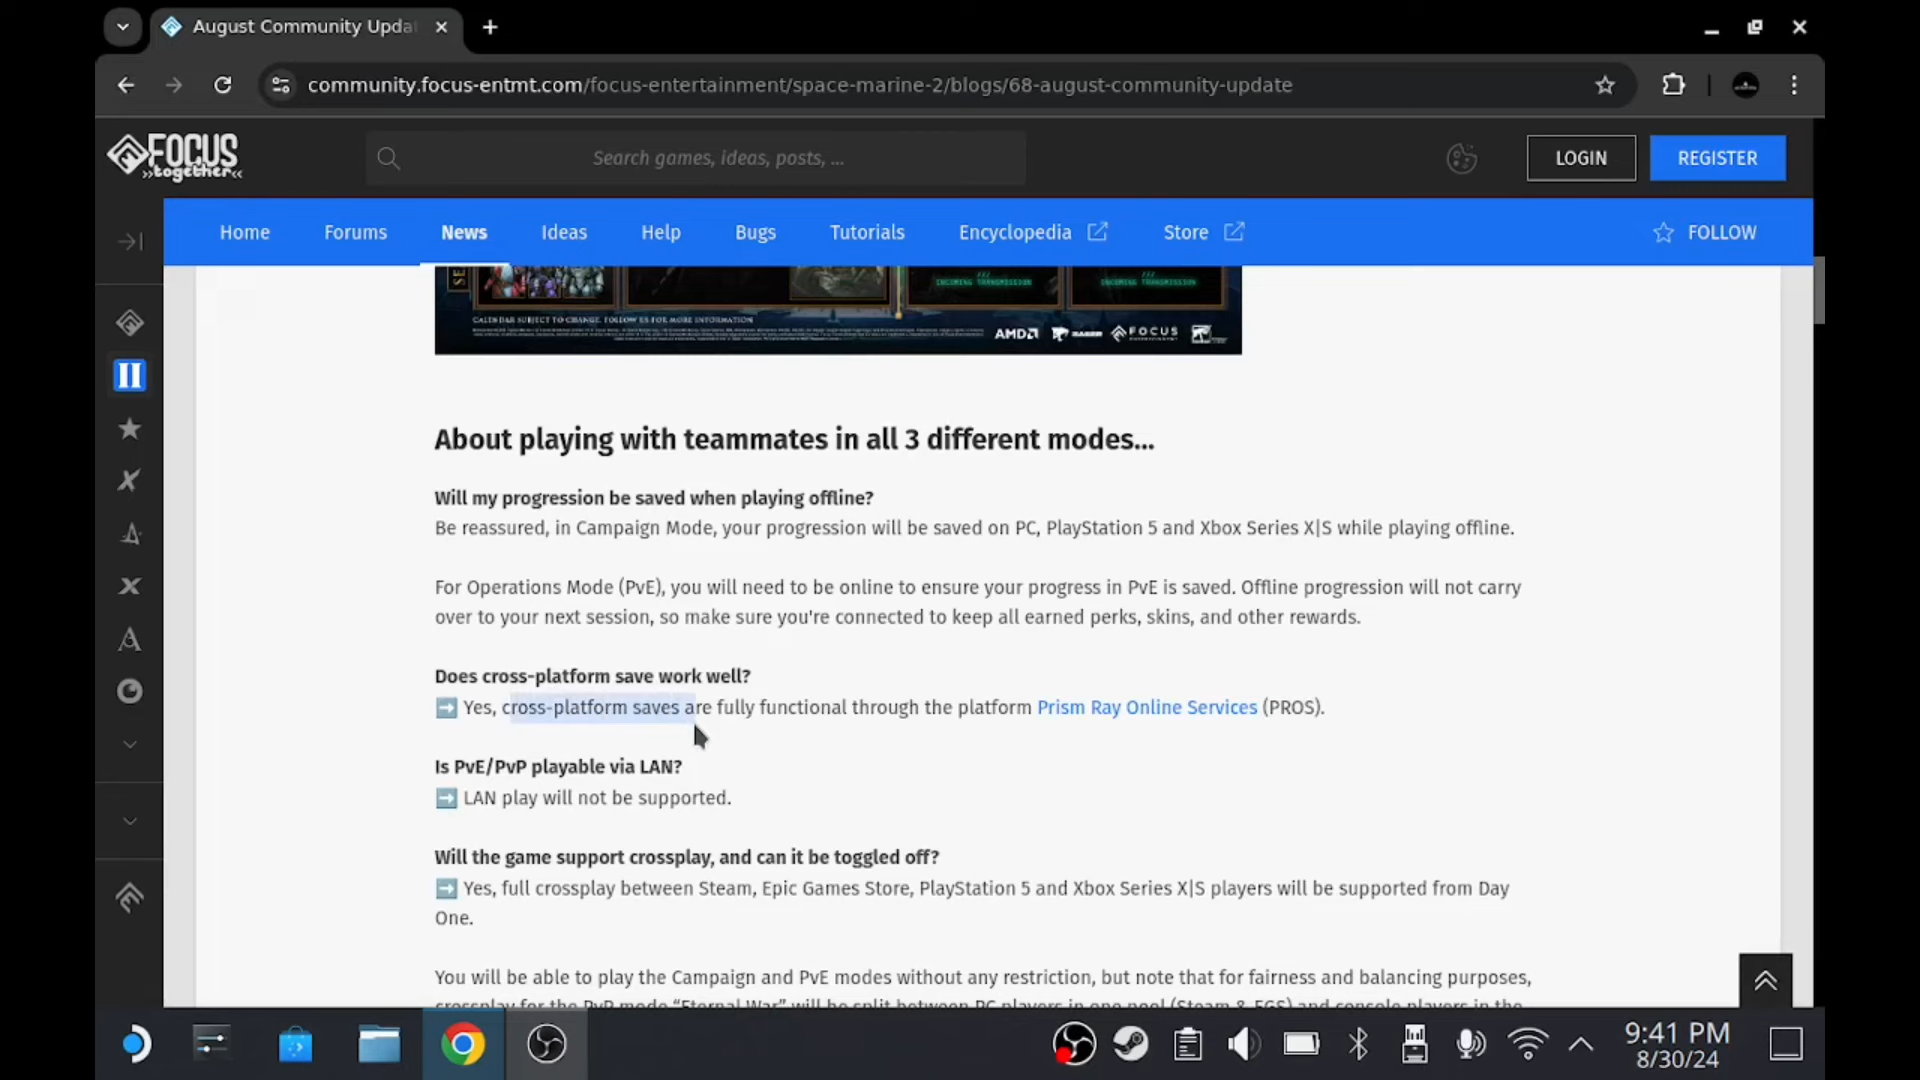 August Community Upda
community.focus-entmt.com/focus-entertainment/space-marine-2/blogs/68-august-community-update
FOCUS
»together«
Search games, ideas, posts, ...
LOGIN
REGISTER
Home
Forums
News
Ideas
Help
Bugs
Tutorials
Encyclopedia
Store
FOLLOW
INCOMING TRANSMISSION
INCOMING TRANSMISSION
CALENDAR SUBJECT TO CHANGE. FOLLOW US FOR MORE INFORMATION
AMD
FOCUS
About playing with teammates in all 3 different modes...
Will my progression be saved when playing offline?
Be reassured, in Campaign Mode, your progression will be saved on PC, PlayStation 5 and Xbox Series X|S while playing offline.
For Operations Mode (PvE), you will need to be online to ensure your progress in PvE is saved. Offline progression will not carry
over to your next session, so make sure you're connected to keep all earned perks, skins, and other rewards.
Does cross-platform save work well?
➡ Yes, cross-platform saves are fully functional through the platform Prism Ray Online Services (PROS).
Is PvE/PvP playable via LAN?
➡ LAN play will not be supported.
Will the game support crossplay, and can it be toggled off?
➡ Yes, full crossplay between Steam, Epic Games Store, PlayStation 5 and Xbox Series X|S players will be supported from Day
One.
You will be able to play the Campaign and PvE modes without any restriction, but note that for fairness and balancing purposes,
crossplay for the PvP mode “Eternal War” will be split between PC players in one pool (Steam & EGS) and console players in the
9:41 PM
8/30/24